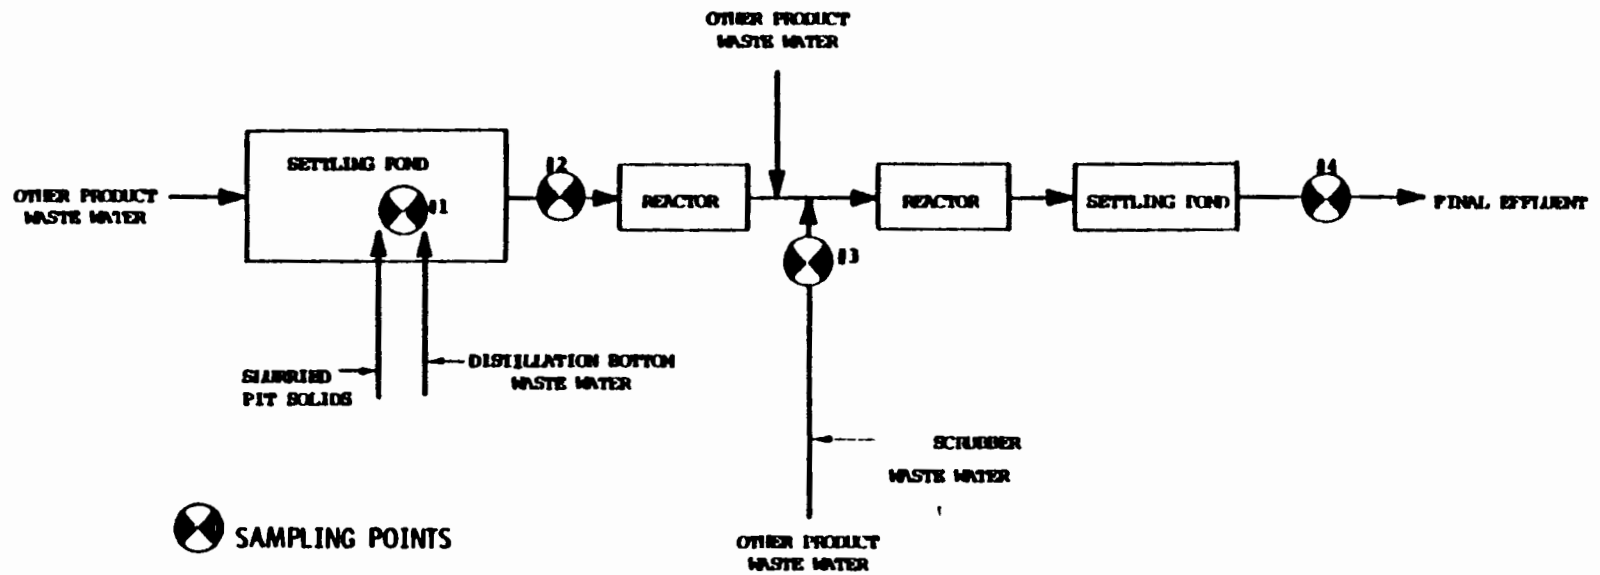 OTHER PRODUCT
WASTE WATER
SETTLING POND
#1
OTHER PRODUCT
WASTE WATER
#2
REACTOR
#3
REACTOR
SETTLING POND
#4
FINAL EFFLUENT
SLURRIED
PIT SOLIDS
DISTILLATION BOTTOM
WASTE WATER
SCRUBBER
WASTE WATER
OTHER PRODUCT
WASTE WATER
SAMPLING POINTS